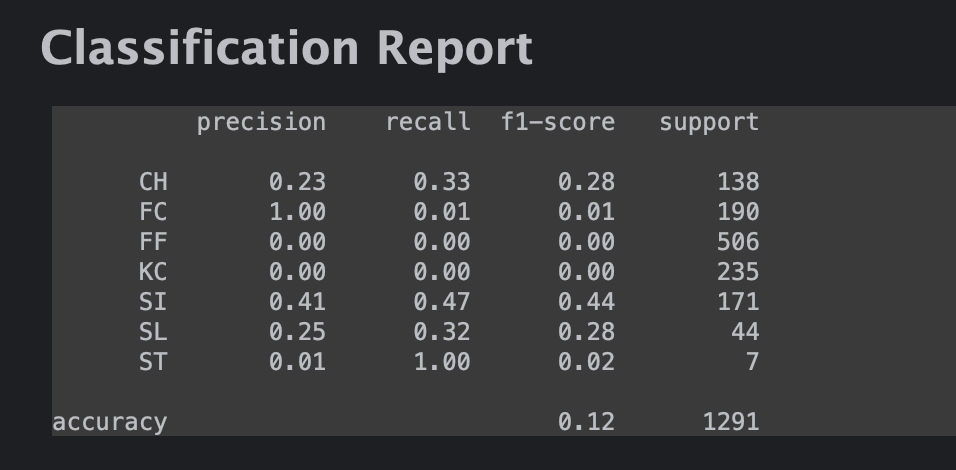 Classification Report
precision recall f1-score support
CH 0.23 0.33 0.28 138
FC 1.00 0.01 0.01 190
FF 0.00 0.00 0.00 506
KC 0.00 0.00 0.00 235
SI 0.41 0.47 0.44 171
SL 0.25 0.32 0.28 44
ST 0.01 1.00 0.02 7
accuracy 0.12 1291